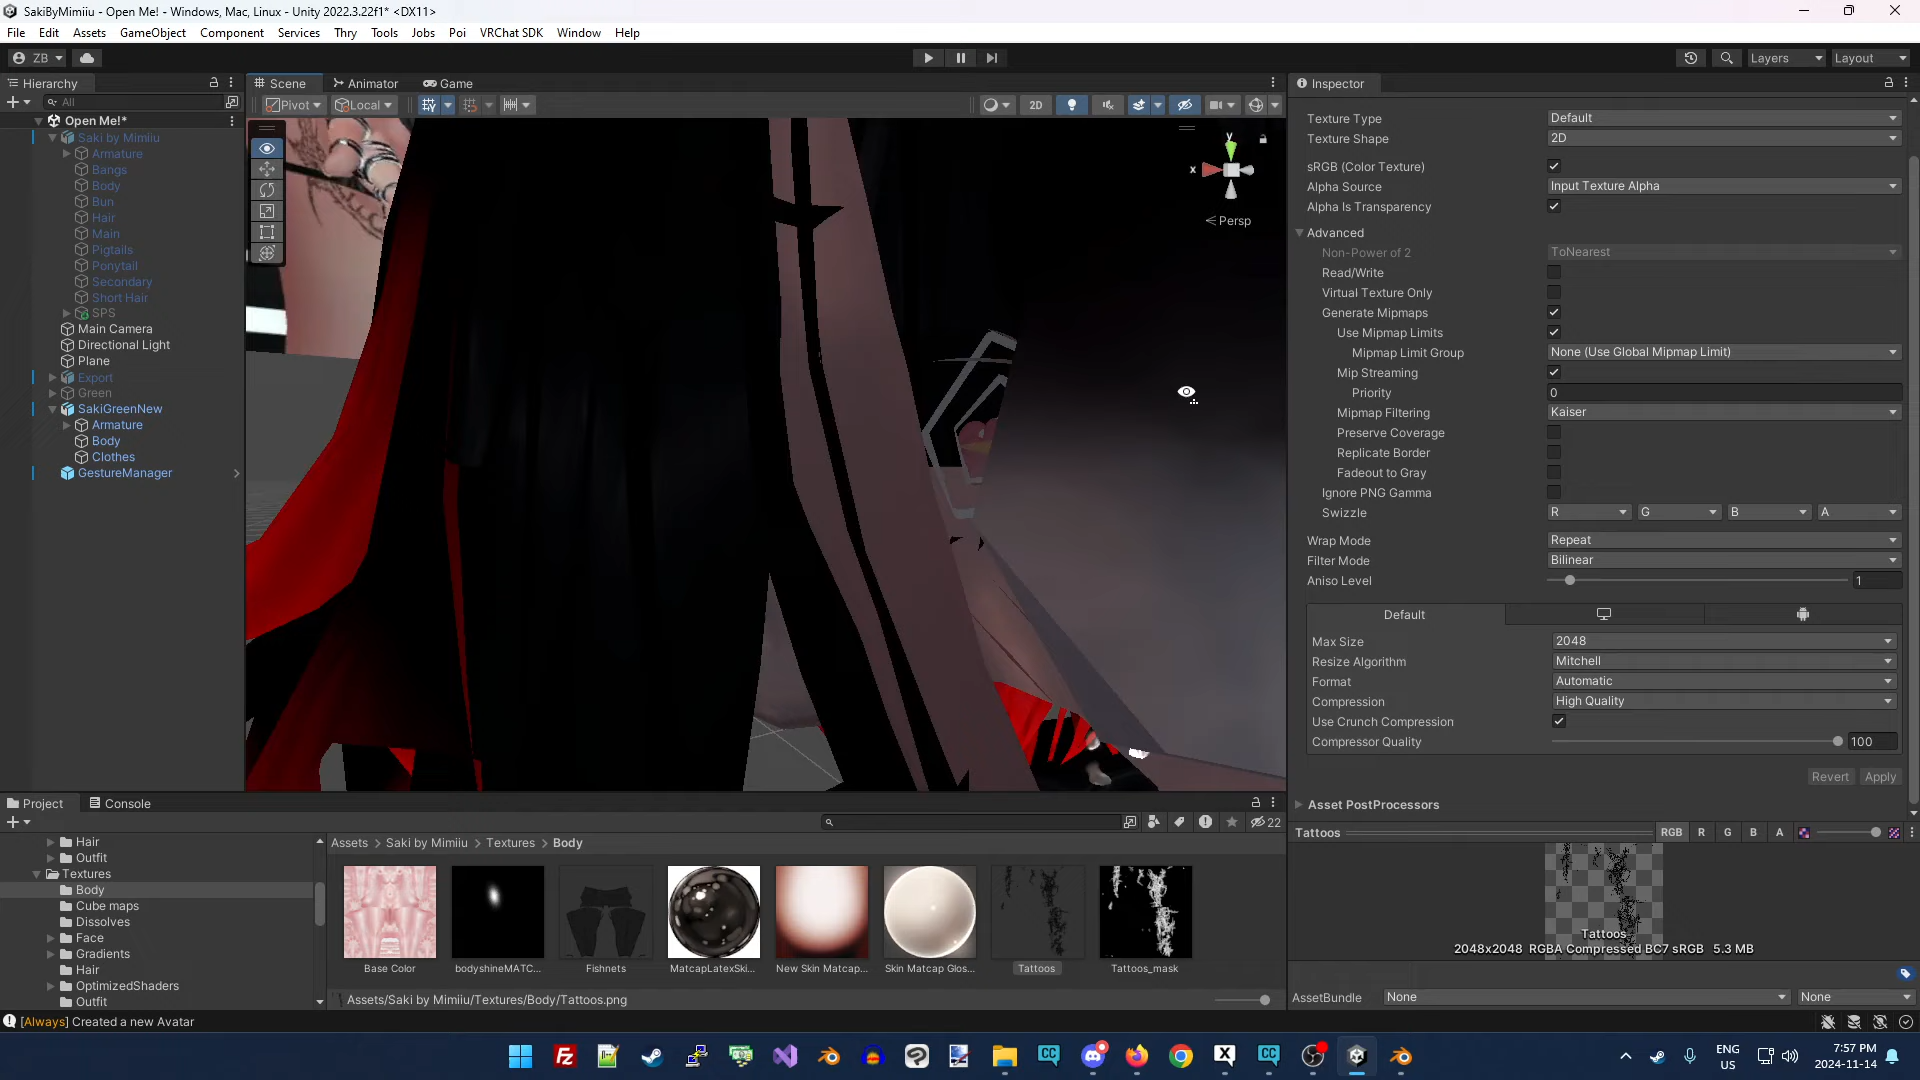 SakiByMimiiu - Open Me! - Windows, Mac, Linux - Unity 2022.3.22f1* <DX11>
File Edit Assets GameObject Component Services Thry Tools Jobs Poi VRChat SDK Window Help
ZB
Layers
Layout
Hierarchy
Scene
Animator
Game
Inspector
All
Pivot
Local
2D
Open Me!*
Saki by Mimiiu
Armature
Bangs
Body
Bun
Hair
Main
Pigtails
Ponytail
Secondary
Short Hair
SPS
Main Camera
Directional Light
Plane
Export
Green
SakiGreenNew
Armature
Body
Clothes
GestureManager
y
x
Persp
Texture Type Default
Texture Shape 2D
sRGB (Color Texture)
Alpha Source Input Texture Alpha
Alpha Is Transparency
Advanced
Non-Power of 2 ToNearest
Read/Write
Virtual Texture Only
Generate Mipmaps
Use Mipmap Limits
Mipmap Limit Group None (Use Global Mipmap Limit)
Mip Streaming
Priority 0
Mipmap Filtering Kaiser
Preserve Coverage
Replicate Border
Fadeout to Gray
Ignore PNG Gamma
Swizzle R G B A
Wrap Mode Repeat
Filter Mode Bilinear
Aniso Level 1
Default
Max Size 2048
Resize Algorithm Mitchell
Format Automatic
Compression High Quality
Use Crunch Compression
Compressor Quality 100
Revert Apply
Asset PostProcessors
Tattoos RGB R G B A
Tattoos
2048x2048 RGBA Compressed BC7 sRGB 5.3 MB
AssetBundle None None
Project
Console
22
Hair
Outfit
Textures
Body
Cube maps
Dissolves
Face
Gradients
Hair
OptimizedShaders
Outfit
Assets > Saki by Mimiiu > Textures > Body
Base Color bodyshineMATC... Fishnets MatcapLatexSki... New Skin Matcap... Skin Matcap Glos... Tattoos Tattoos_mask
Assets/Saki by Mimiiu/Textures/Body/Tattoos.png
[Always] Created a new Avatar
ENG
US
7:57 PM
2024-11-14